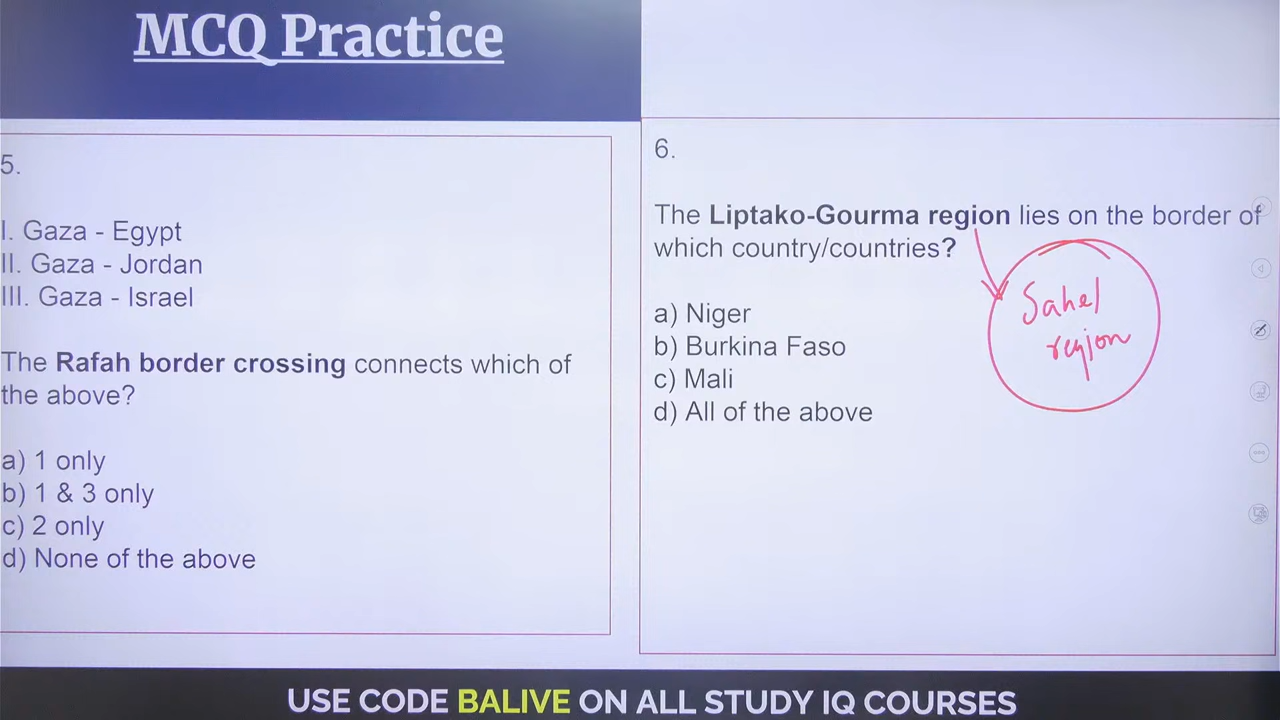 MCQ Practice
5.
I. Gaza - Egypt
II. Gaza - Jordan
III. Gaza - Israel
The Rafah border crossing connects which of
the above?
a) 1 only
b) 1 & 3 only
c) 2 only
d) None of the above
6.
The Liptako-Gourma region lies on the border of
which country/countries?
a) Niger
b) Burkina Faso
c) Mali
d) All of the above
Sahel
region
USE CODE BALIVE ON ALL STUDY IQ COURSES